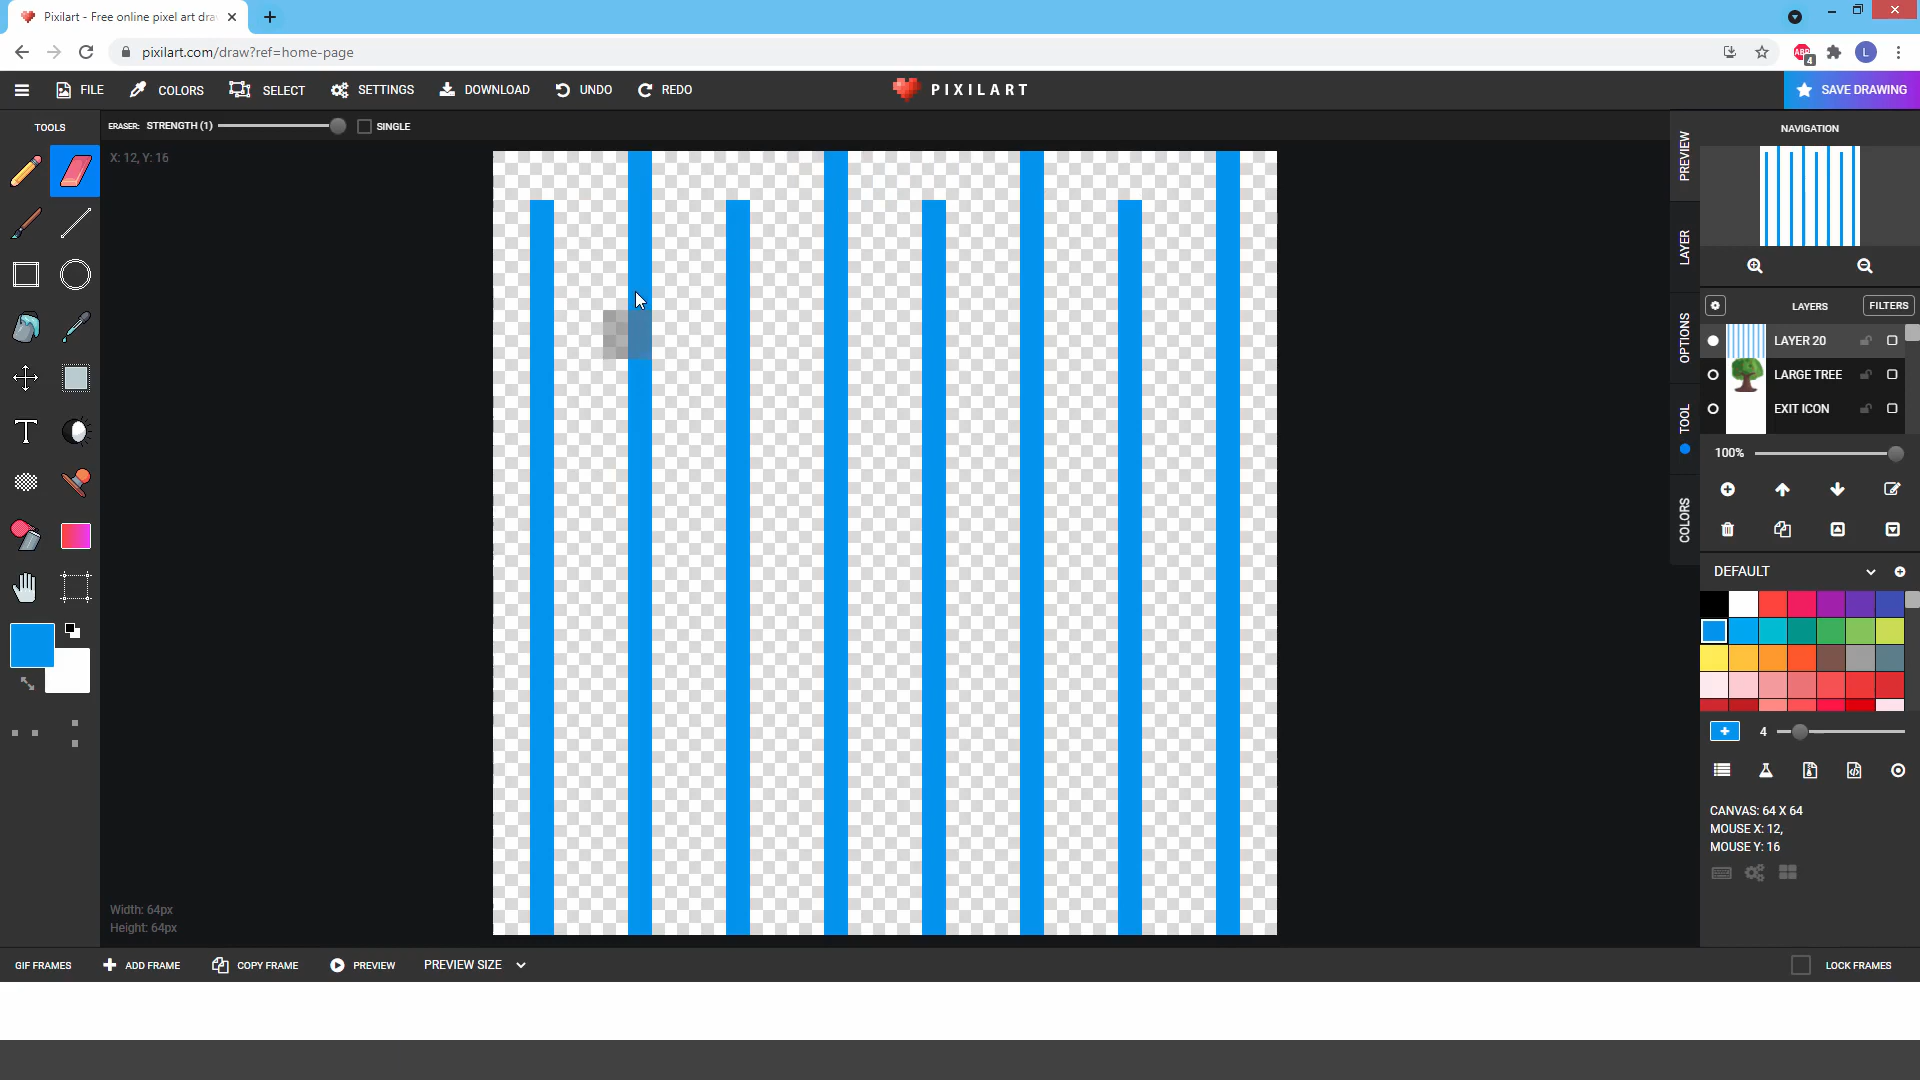 Pixilart - Free online pixel art dra
pixilart.com/draw?ref=home-page
ABP
4
L
FILE
COLORS
SELECT
SETTINGS
DOWNLOAD
UNDO
REDO
PIXILART
SAVE DRAWING
TOOLS
ERASER: STRENGTH (1)
SINGLE
X: 12, Y: 16
PREVIEW
LAYER
OPTIONS
TOOL
COLORS
NAVIGATION
LAYERS
FILTERS
LAYER 20
LARGE TREE
EXIT ICON
100%
DEFAULT
4
CANVAS: 64 X 64
MOUSE X: 12,
MOUSE Y: 16
Width: 64px
Height: 64px
GIF FRAMES
ADD FRAME
COPY FRAME
PREVIEW
PREVIEW SIZE
LOCK FRAMES